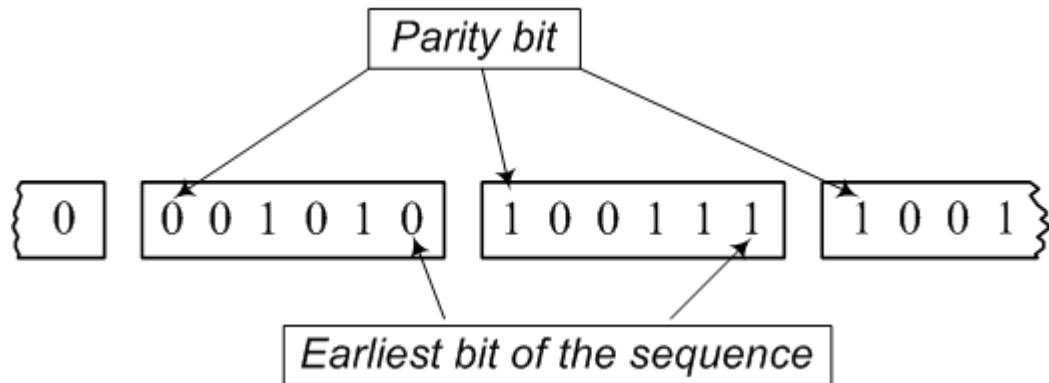 Parity bit
0 0 0 1 0 1 0 1 0 0 1 1 1 1 0 0 1
Earliest bit of the sequence